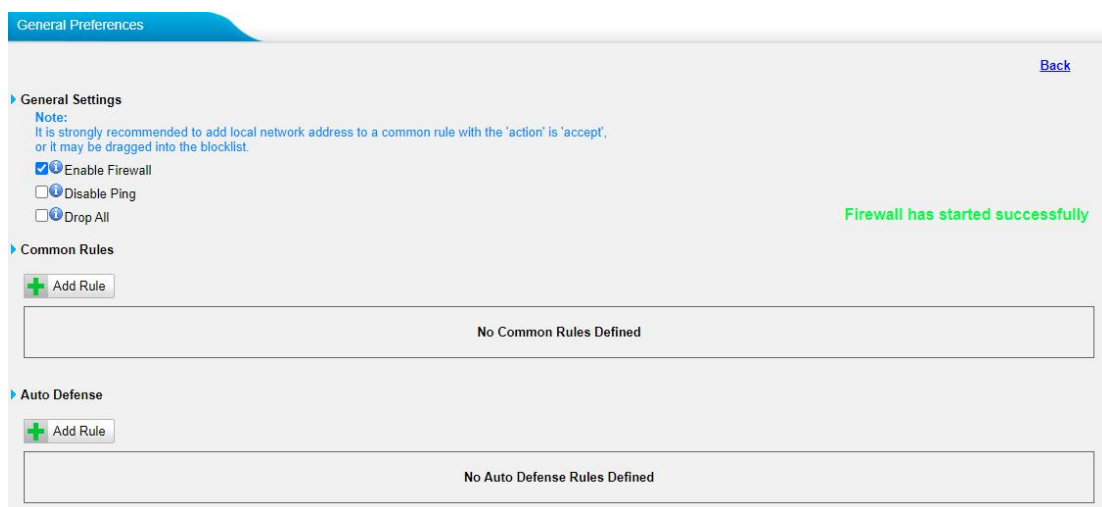 General Preferences
Back
General Settings
Note:
It is strongly recommended to add local network address to a common rule with the 'action' is 'accept',
or it may be dragged into the blocklist.
Enable Firewall
Disable Ping
Drop All
Firewall has started successfully
Common Rules
Add Rule
No Common Rules Defined
Auto Defense
Add Rule
No Auto Defense Rules Defined